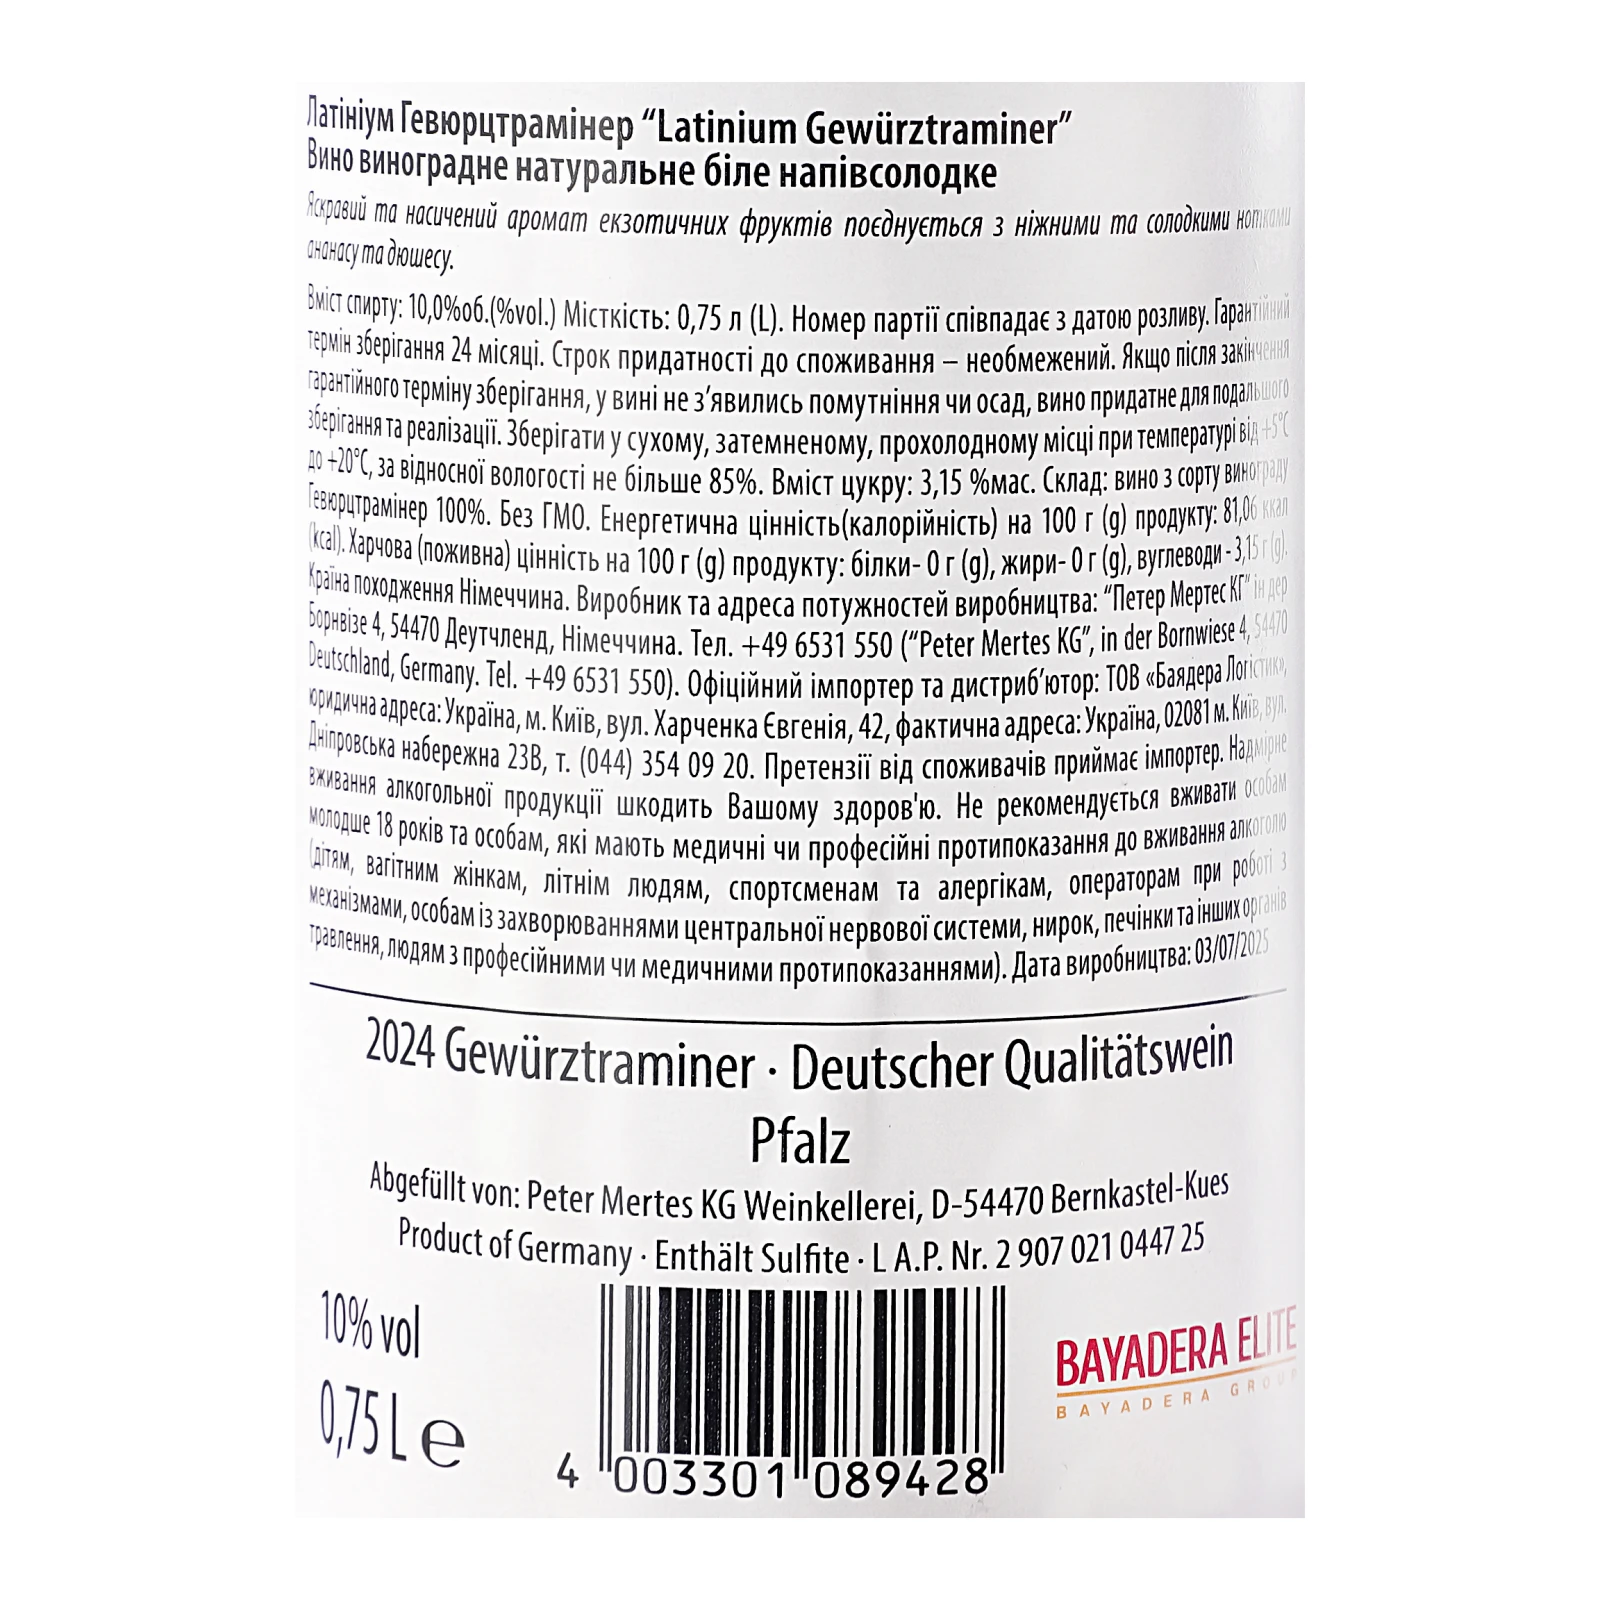 Латініум Гевюрцтрамінер “Latinium Gewürztraminer”
Вино виноградне натуральне біле напівсолодке
Яскравий та насичений аромат екзотичних фруктів поєднується з ніжними та солодкими нотками
ананасу та дюшесу.
Вміст спирту: 10,0%об.(%vol.) Місткість: 0,75 л (L). Номер партії співпадає з датою розливу. Гарантійний
термін зберігання 24 місяці. Строк придатності до споживання – необмежений. Якщо після закінчення
гарантійного терміну зберігання, у вині не з’явились помутніння чи осад, вино придатне для подальшого
зберігання та реалізації. Зберігати у сухому, затемненому, прохолодному місці при температурі від +5°C
до +20°C, за відносної вологості не більше 85%. Вміст цукру: 3,15 %мас. Склад: вино з сорту винограду
Гевюрцтрамінер 100%. Без ГМО. Енергетична цінність(калорійність) на 100 г (g) продукту: 81,06 ккал
(kcal). Харчова (поживна) цінність на 100 г (g) продукту: білки- 0 г (g), жири- 0 г (g), вуглеводи - 3,15 г (g).
Країна походження Німеччина. Виробник та адреса потужностей виробництва: “Петер Мертес КГ” ін дер
Борнвізе 4, 54470 Деутчленд, Німеччина. Тел. +49 6531 550 (“Peter Mertes KG”, in der Bornwiese 4, 54470
Deutschland, Germany. Tel. +49 6531 550). Офіційний імпортер та дистриб’ютор: ТОВ «Баядера Логістик»,
юридична адреса: Україна, м. Київ, вул. Харченка Євгенія, 42, фактична адреса: Україна, 02081 м. Київ, вул.
Дніпровська набережна 23В, т. (044) 354 09 20. Претензії від споживачів приймає імпортер. Надмірне
вживання алкогольної продукції шкодить Вашому здоров'ю. Не рекомендується вживати особам
молодше 18 років та особам, які мають медичні чи професійні протипоказання до вживання алкоголю
(дітям, вагітним жінкам, літнім людям, спортсменам та алергікам, операторам при роботі з
механізмами, особам із захворюваннями центральної нервової системи, нирок, печінки та інших органів
травлення, людям з професійними чи медичними протипоказаннями). Дата виробництва: 03/07/2025
2024 Gewürztraminer · Deutscher Qualitätswein
Pfalz
Abgefüllt von: Peter Mertes KG Weinkellerei, D-54470 Bernkastel-Kues
Product of Germany · Enthält Sulfite · L A.P. Nr. 2 907 021 0447 25
10% vol
0,75 L e
4 003301 089428
BAYADERA ELITE
BAYADERA GROUP